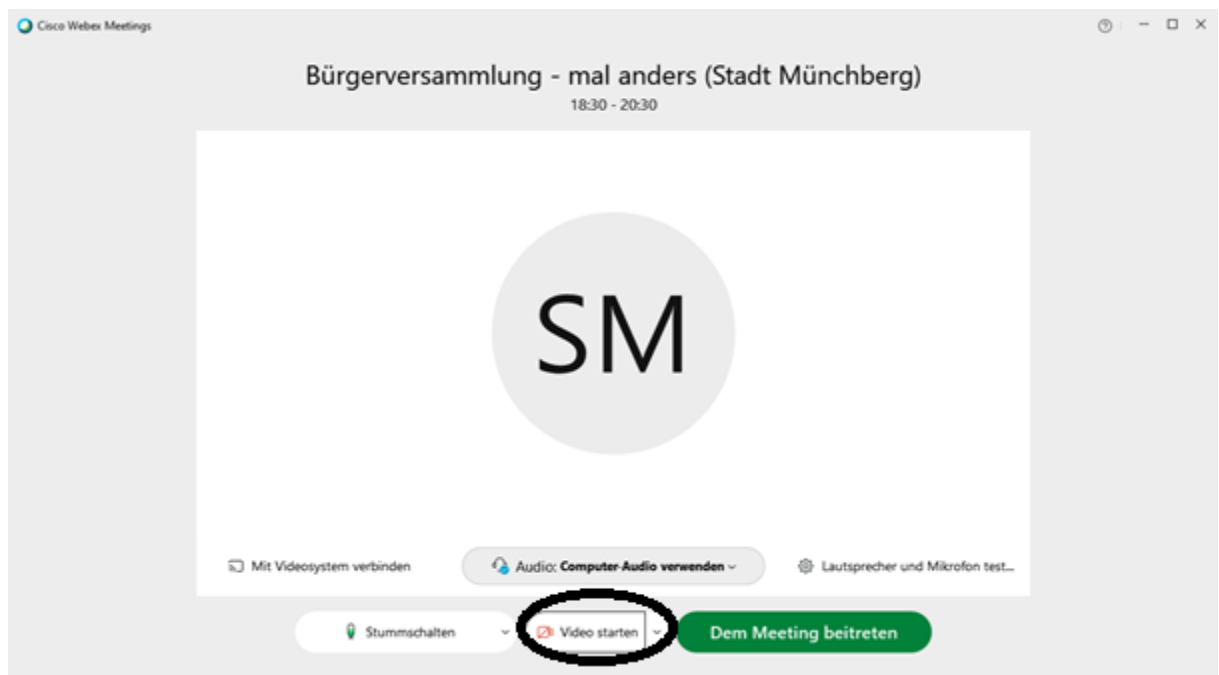 Cisco Webex Meetings
Bürgerversammlung - mal anders (Stadt Münchberg)
18:30 - 20:30
SM
Mit Videosystem verbinden
Audio: Computer-Audio verwenden
Lautsprecher und Mikrofon test...
Stummschalten
Video starten
Dem Meeting beitreten